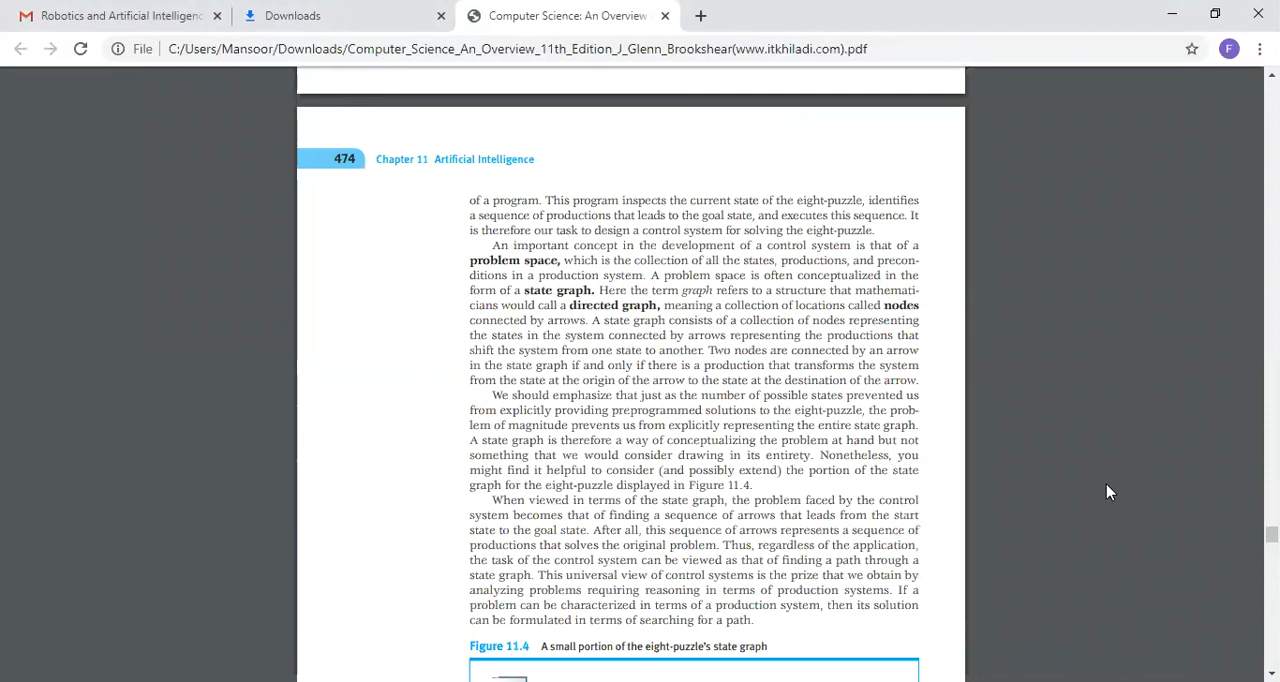 Robotics and Artificial Intelligenc
Downloads
Computer Science: An Overview
File
C:/Users/Mansoor/Downloads/Computer_Science_An_Overview_11th_Edition_J_Glenn_Brookshear(www.itkhiladi.com).pdf
F
474
Chapter 11 Artificial Intelligence
of a program. This program inspects the current state of the eight-puzzle, identifies
a sequence of productions that leads to the goal state, and executes this sequence. It
is therefore our task to design a control system for solving the eight-puzzle.
An important concept in the development of a control system is that of a
problem space, which is the collection of all the states, productions, and precon-
ditions in a production system. A problem space is often conceptualized in the
form of a state graph. Here the term graph refers to a structure that mathemati-
cians would call a directed graph, meaning a collection of locations called nodes
connected by arrows. A state graph consists of a collection of nodes representing
the states in the system connected by arrows representing the productions that
shift the system from one state to another. Two nodes are connected by an arrow
in the state graph if and only if there is a production that transforms the system
from the state at the origin of the arrow to the state at the destination of the arrow.
We should emphasize that just as the number of possible states prevented us
from explicitly providing preprogrammed solutions to the eight-puzzle, the prob-
lem of magnitude prevents us from explicitly representing the entire state graph.
A state graph is therefore a way of conceptualizing the problem at hand but not
something that we would consider drawing in its entirety. Nonetheless, you
might find it helpful to consider (and possibly extend) the portion of the state
graph for the eight-puzzle displayed in Figure 11.4.
When viewed in terms of the state graph, the problem faced by the control
system becomes that of finding a sequence of arrows that leads from the start
state to the goal state. After all, this sequence of arrows represents a sequence of
productions that solves the original problem. Thus, regardless of the application,
the task of the control system can be viewed as that of finding a path through a
state graph. This universal view of control systems is the prize that we obtain by
analyzing problems requiring reasoning in terms of production systems. If a
problem can be characterized in terms of a production system, then its solution
can be formulated in terms of searching for a path.
Figure 11.4 A small portion of the eight-puzzle's state graph